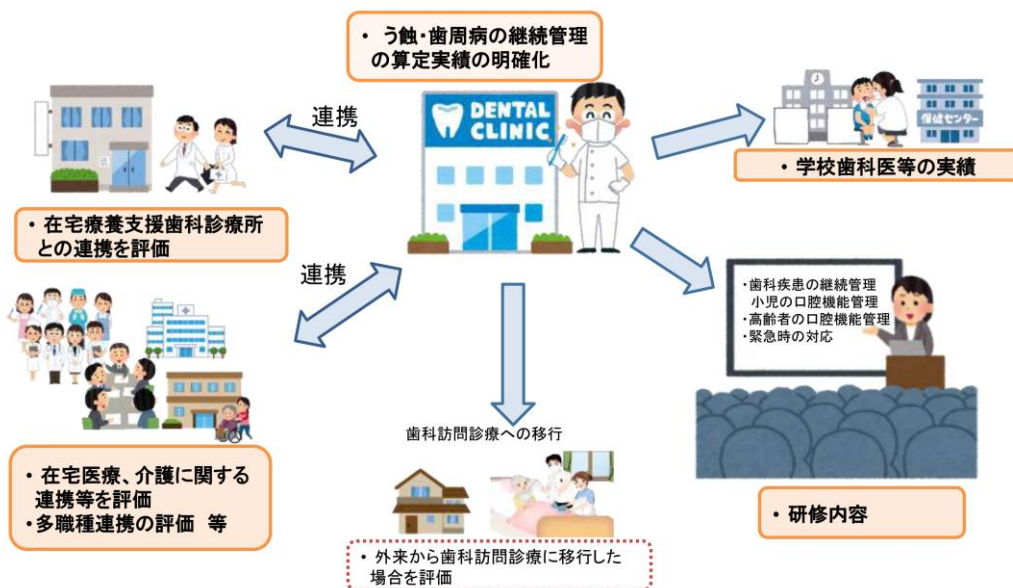 ・ う蝕・歯周病の継続管理
の算定実績の明確化
連携
DENTAL
CLINIC
保健センター
・ 学校歯科医等の実績
・ 在宅療養支援歯科診療所
との連携を評価
連携
・歯科疾患の継続管理
小児の口腔機能管理
・高齢者の口腔機能管理
・緊急時の対応
歯科訪問診療への移行
・ 在宅医療、介護に関する
連携等を評価
・多職種連携の評価 等
・ 研修内容
・ 外来から歯科訪問診療に移行した
場合を評価